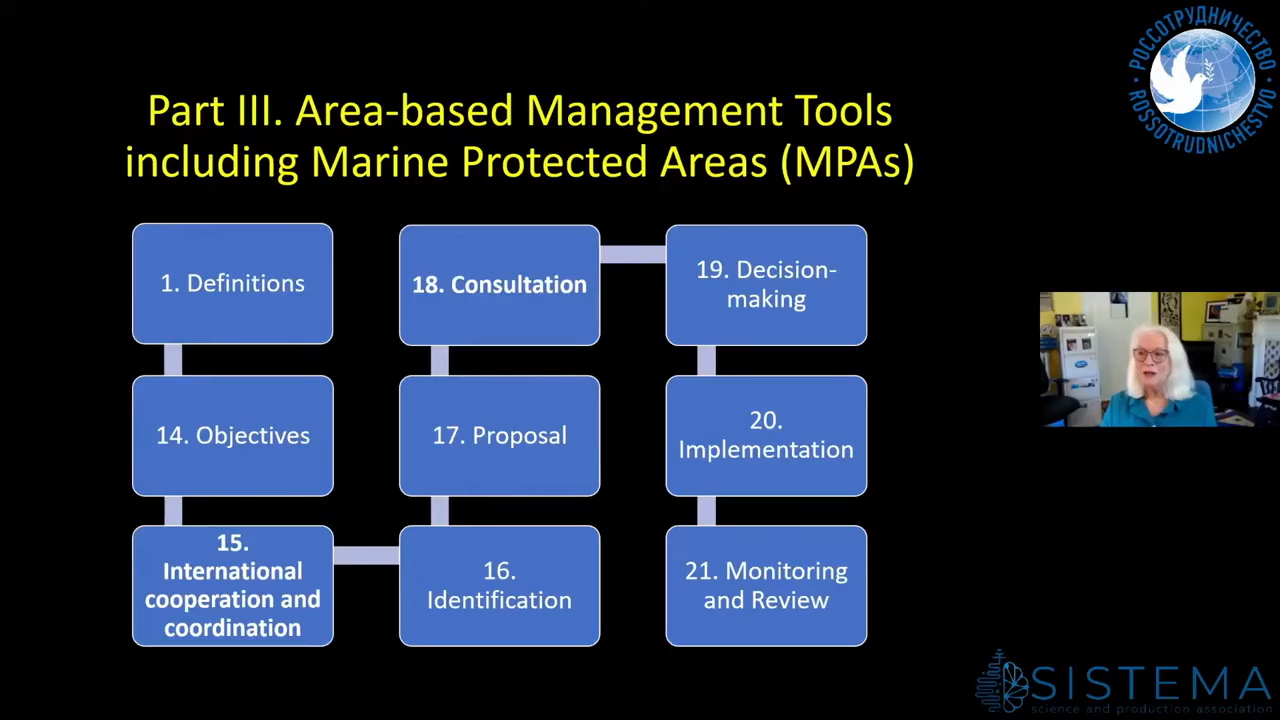 Part III. Area-based Management Tools
including Marine Protected Areas (MPAs)
1. Definitions
14. Objectives
15.
International
cooperation and
coordination
16.
Identification
17. Proposal
18. Consultation
19. Decision-
making
20.
Implementation
21. Monitoring
and Review
РОССОТРУДНИЧЕСТВО
ROSSOTRUDNICHESTVO
SISTEMA
science and production association